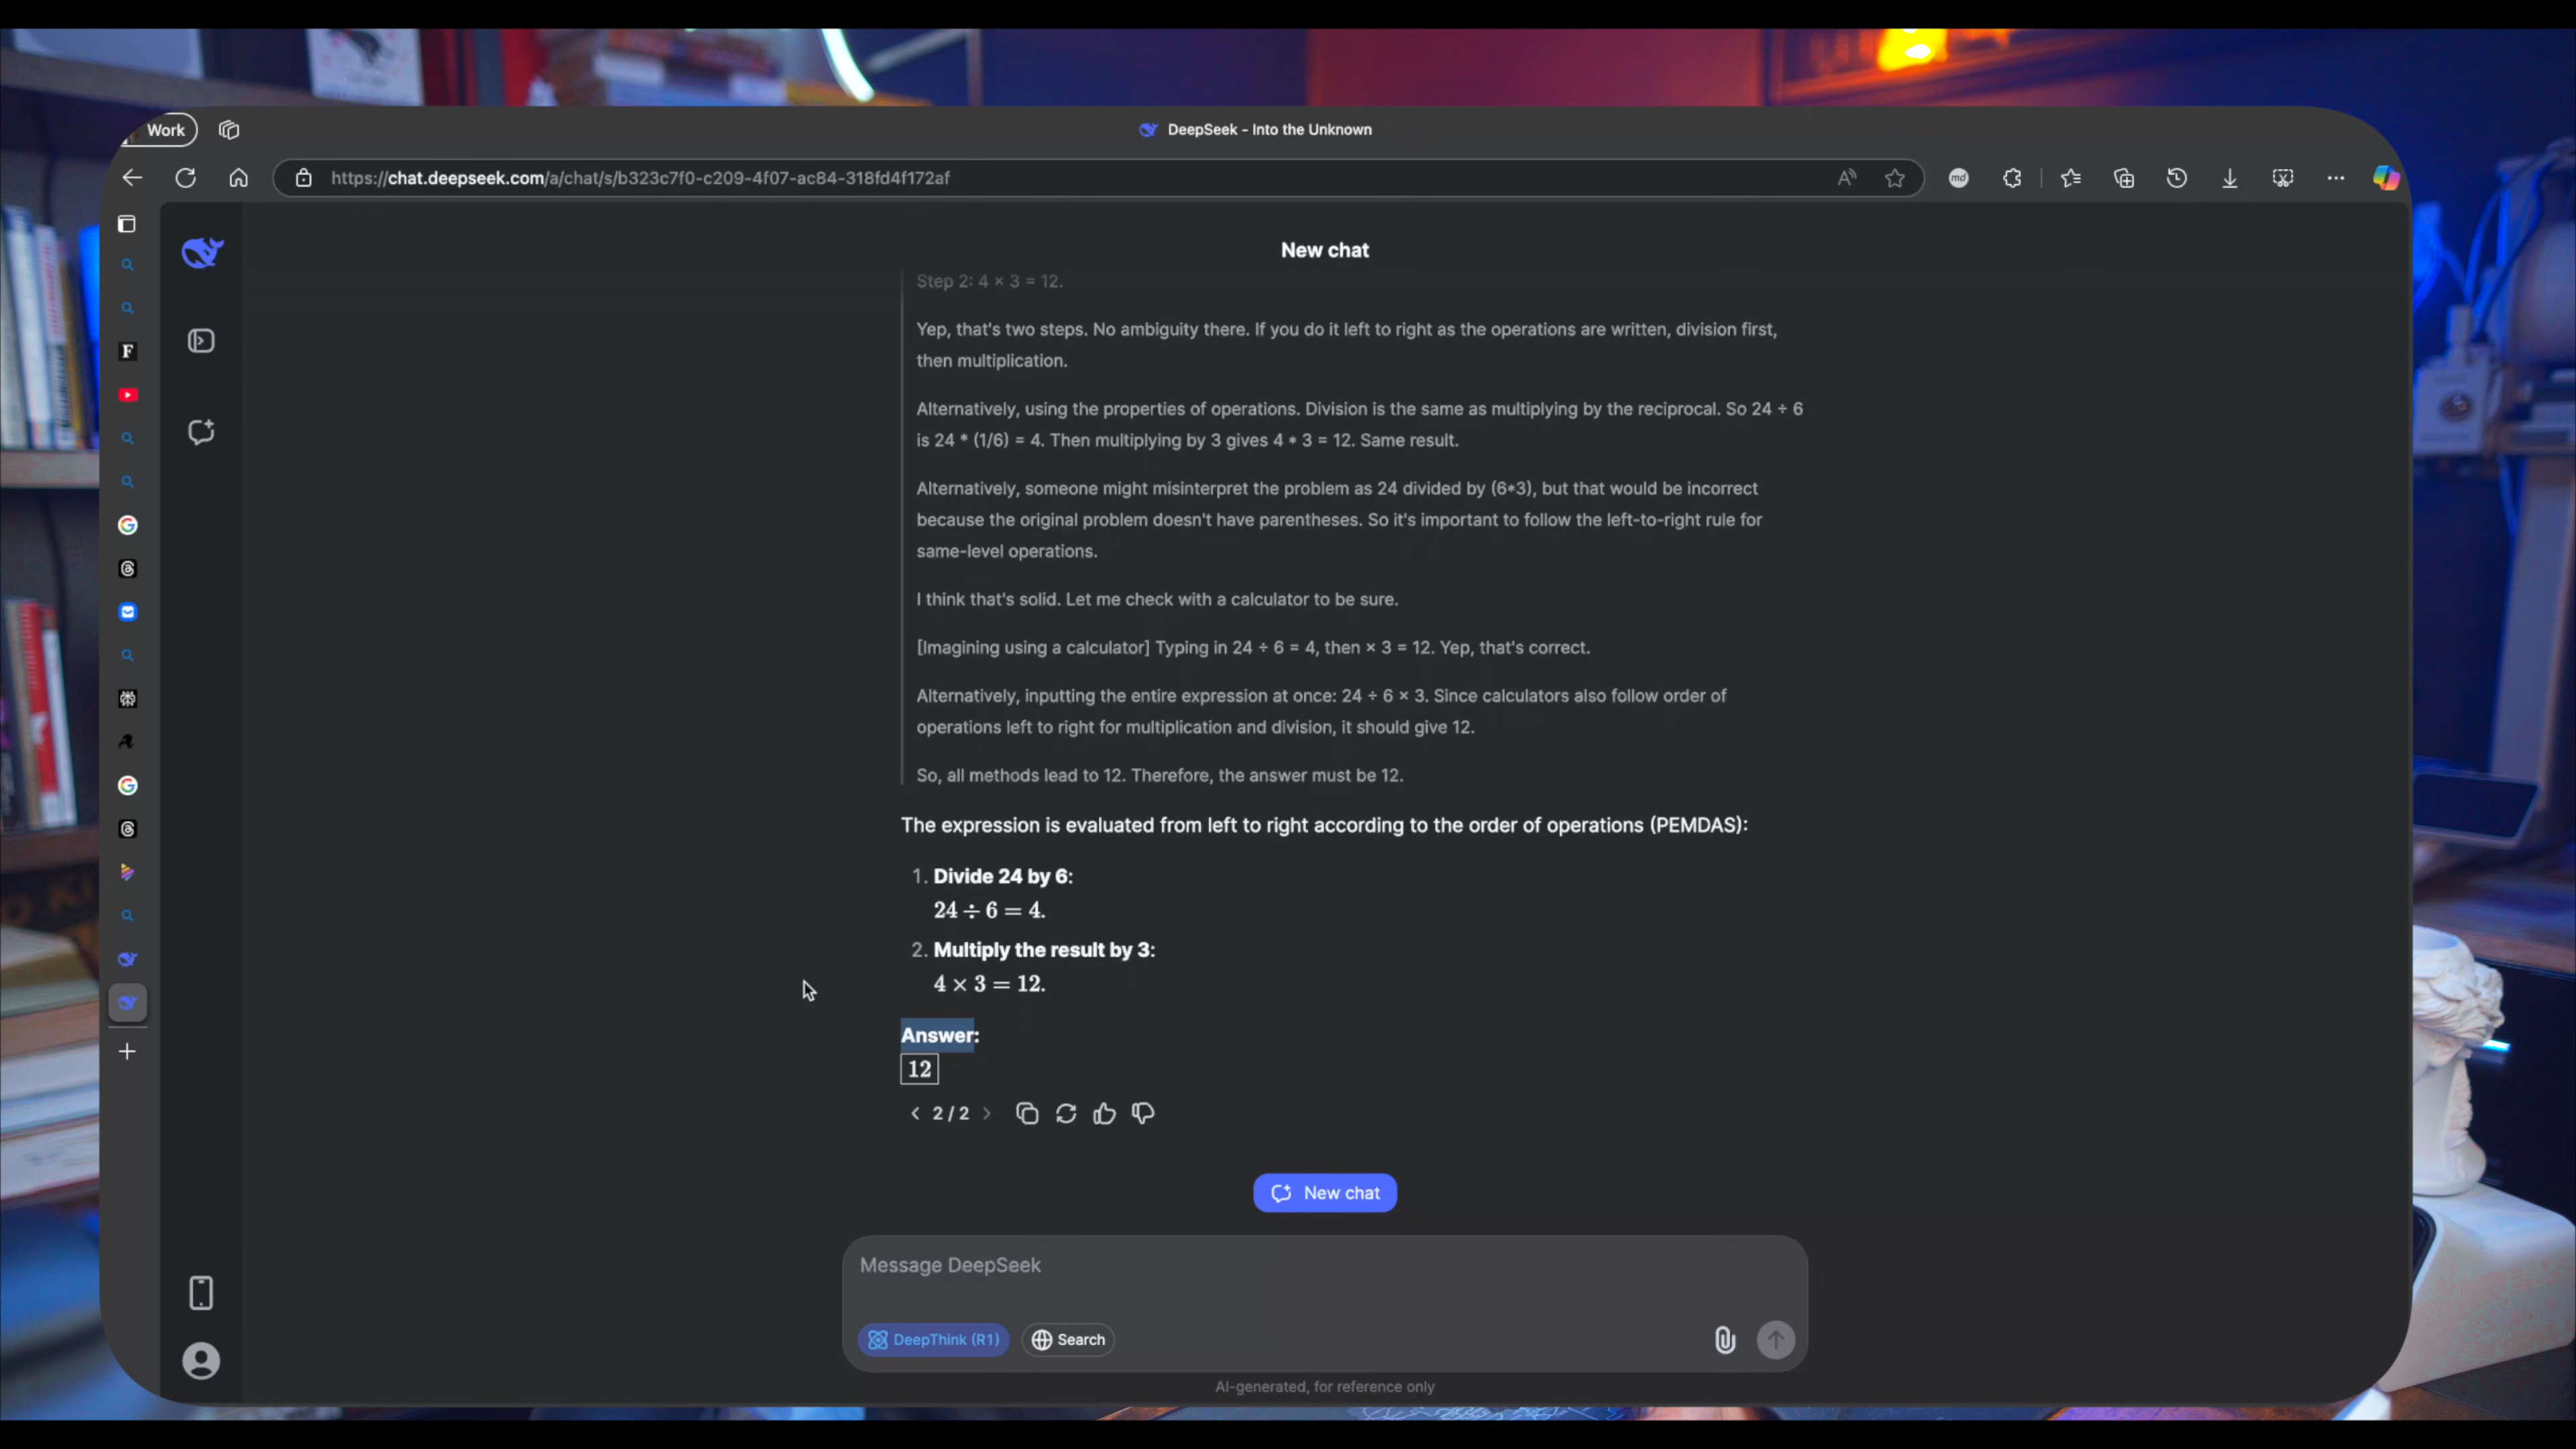 Work
DeepSeek - Into the Unknown
https://chat.deepseek.com/a/chat/s/b323c7f0-c209-4f07-ac84-318fd4f172af
New chat
Step 2: 4 × 3 = 12.
Yep, that's two steps. No ambiguity there. If you do it left to right as the operations are written, division first,
then multiplication.
Alternatively, using the properties of operations. Division is the same as multiplying by the reciprocal. So 24 ÷ 6
is 24 * (1/6) = 4. Then multiplying by 3 gives 4 * 3 = 12. Same result.
Alternatively, someone might misinterpret the problem as 24 divided by (6*3), but that would be incorrect
because the original problem doesn't have parentheses. So it's important to follow the left-to-right rule for
same-level operations.
I think that's solid. Let me check with a calculator to be sure.
[Imagining using a calculator] Typing in 24 ÷ 6 = 4, then × 3 = 12. Yep, that's correct.
Alternatively, inputting the entire expression at once: 24 ÷ 6 × 3. Since calculators also follow order of
operations left to right for multiplication and division, it should give 12.
So, all methods lead to 12. Therefore, the answer must be 12.
The expression is evaluated from left to right according to the order of operations (PEMDAS):
1. Divide 24 by 6:
24 ÷ 6 = 4.
2. Multiply the result by 3:
4 × 3 = 12.
Answer:
12
2 / 2
New chat
Message DeepSeek
DeepThink (R1)
Search
AI-generated, for reference only